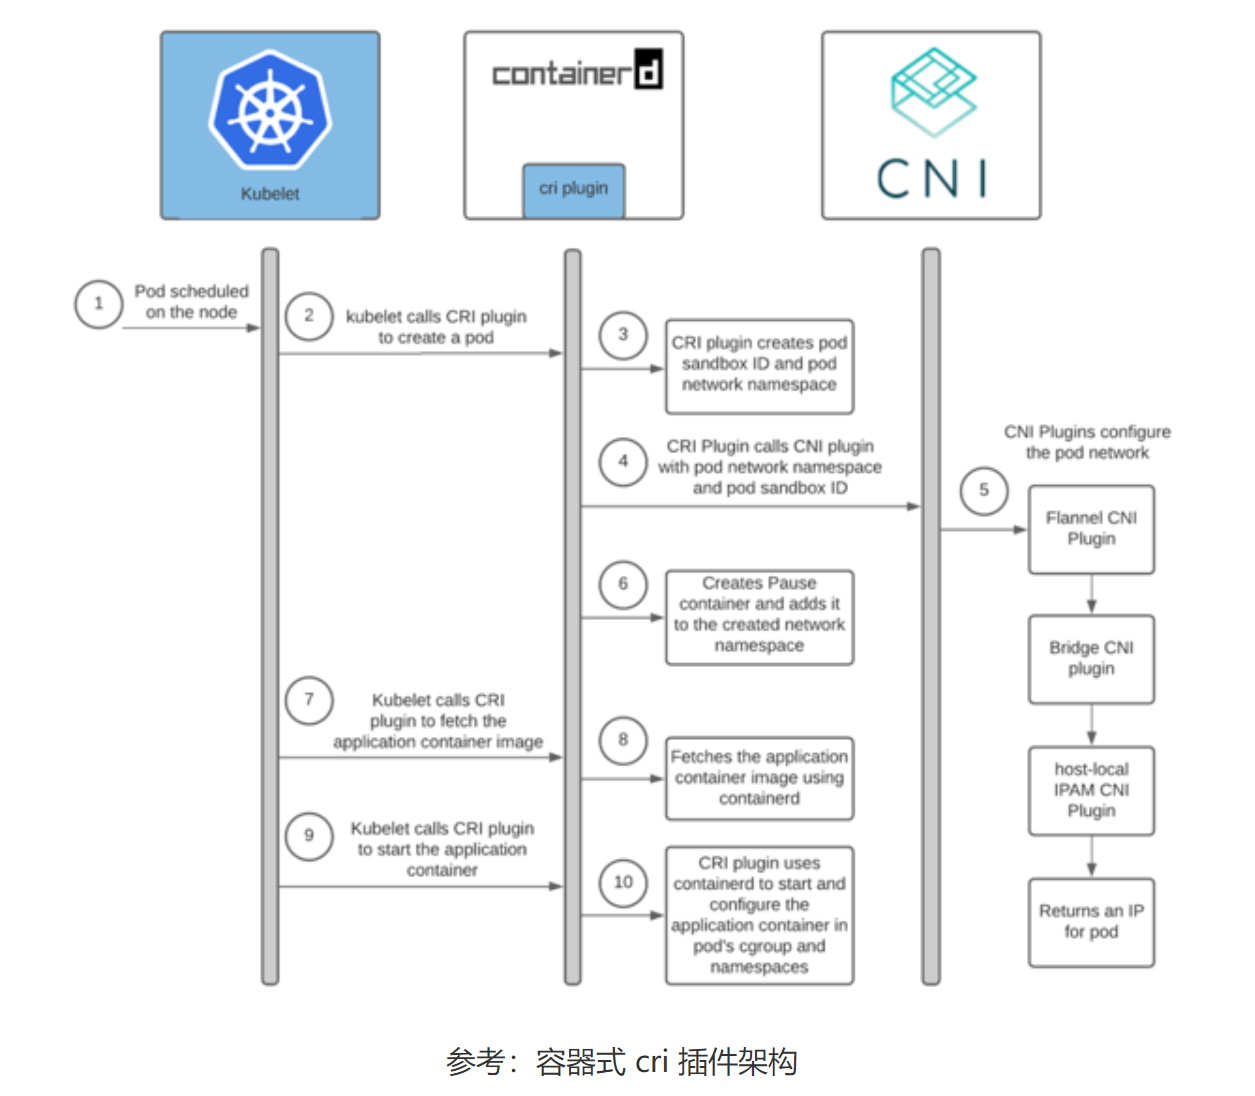 Kubelet
containerd
cri plugin
CNI
1
Pod scheduled
on the node
2
kubelet calls CRI plugin
to create a pod
3
CRI plugin creates pod
sandbox ID and pod
network namespace
4
CRI Plugin calls CNI plugin
with pod network namespace
and pod sandbox ID
CNI Plugins configure
the pod network
5
Flannel CNI
Plugin
Bridge CNI
plugin
host-local
IPAM CNI
Plugin
Returns an IP
for pod
6
Creates Pause
container and adds it
to the created network
namespace
7
Kubelet calls CRI
plugin to fetch the
application container image
8
Fetches the application
container image using
containerd
9
Kubelet calls CRI plugin
to start the application
container
10
CRI plugin uses
containerd to start and
configure the
application container in
pod's cgroup and
namespaces
参考：容器式 cri 插件架构